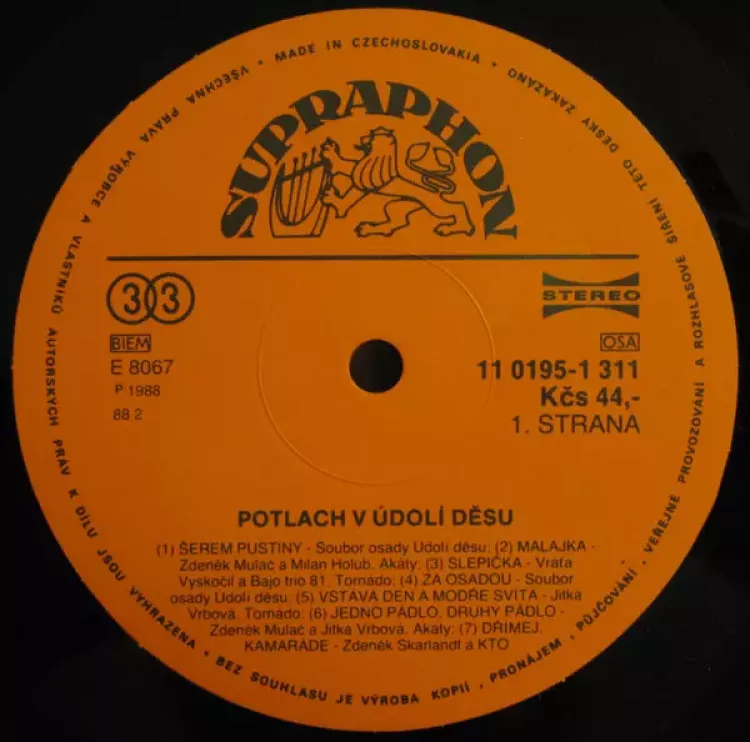 VŠECHNA PRÁVA VÝROBCE A VLASTNÍKŮ AUTORSKÝCH PRÁV K DÍLU JSOU VYHRAZENA • BEZ SOUHLASU JE VÝROBA KOPIÍ , PRONÁJEM , PŮJČOVÁNÍ , VEŘEJNÉ PROVOZOVÁNÍ A ROZHLASOVÉ ŠÍŘENÍ TÉTO DESKY ZAKÁZÁNO • MADE IN CZECHOSLOVAKIA •
SUPRAPHON
33
STEREO
BIEM
OSA
E 8067
11 0195-1 311
P 1988
Kčs 44,-
88 2
1. STRANA
POTLACH V ÚDOLÍ DĚSU
(1) ŠEREM PUSTINY - Soubor osady Údolí děsu; (2) MALAJKA -
Zdeněk Mulač a Milan Holub, Akáty; (3) SLEPIČKA - Vraťa
Vyskočil a Bajo trio 81, Tornádo; (4) ZA OSADOU - Soubor
osady Údolí děsu; (5) VSTÁVÁ DEN A MODŘE SVÍTÁ - Jitka
Vrbová, Tornádo; (6) JEDNO PÁDLO, DRUHÝ PÁDLO -
Zdeněk Mulač a Jitka Vrbová, Akáty; (7) DŘÍMEJ,
KAMARÁDE - Zdeněk Skarlandt a KTO